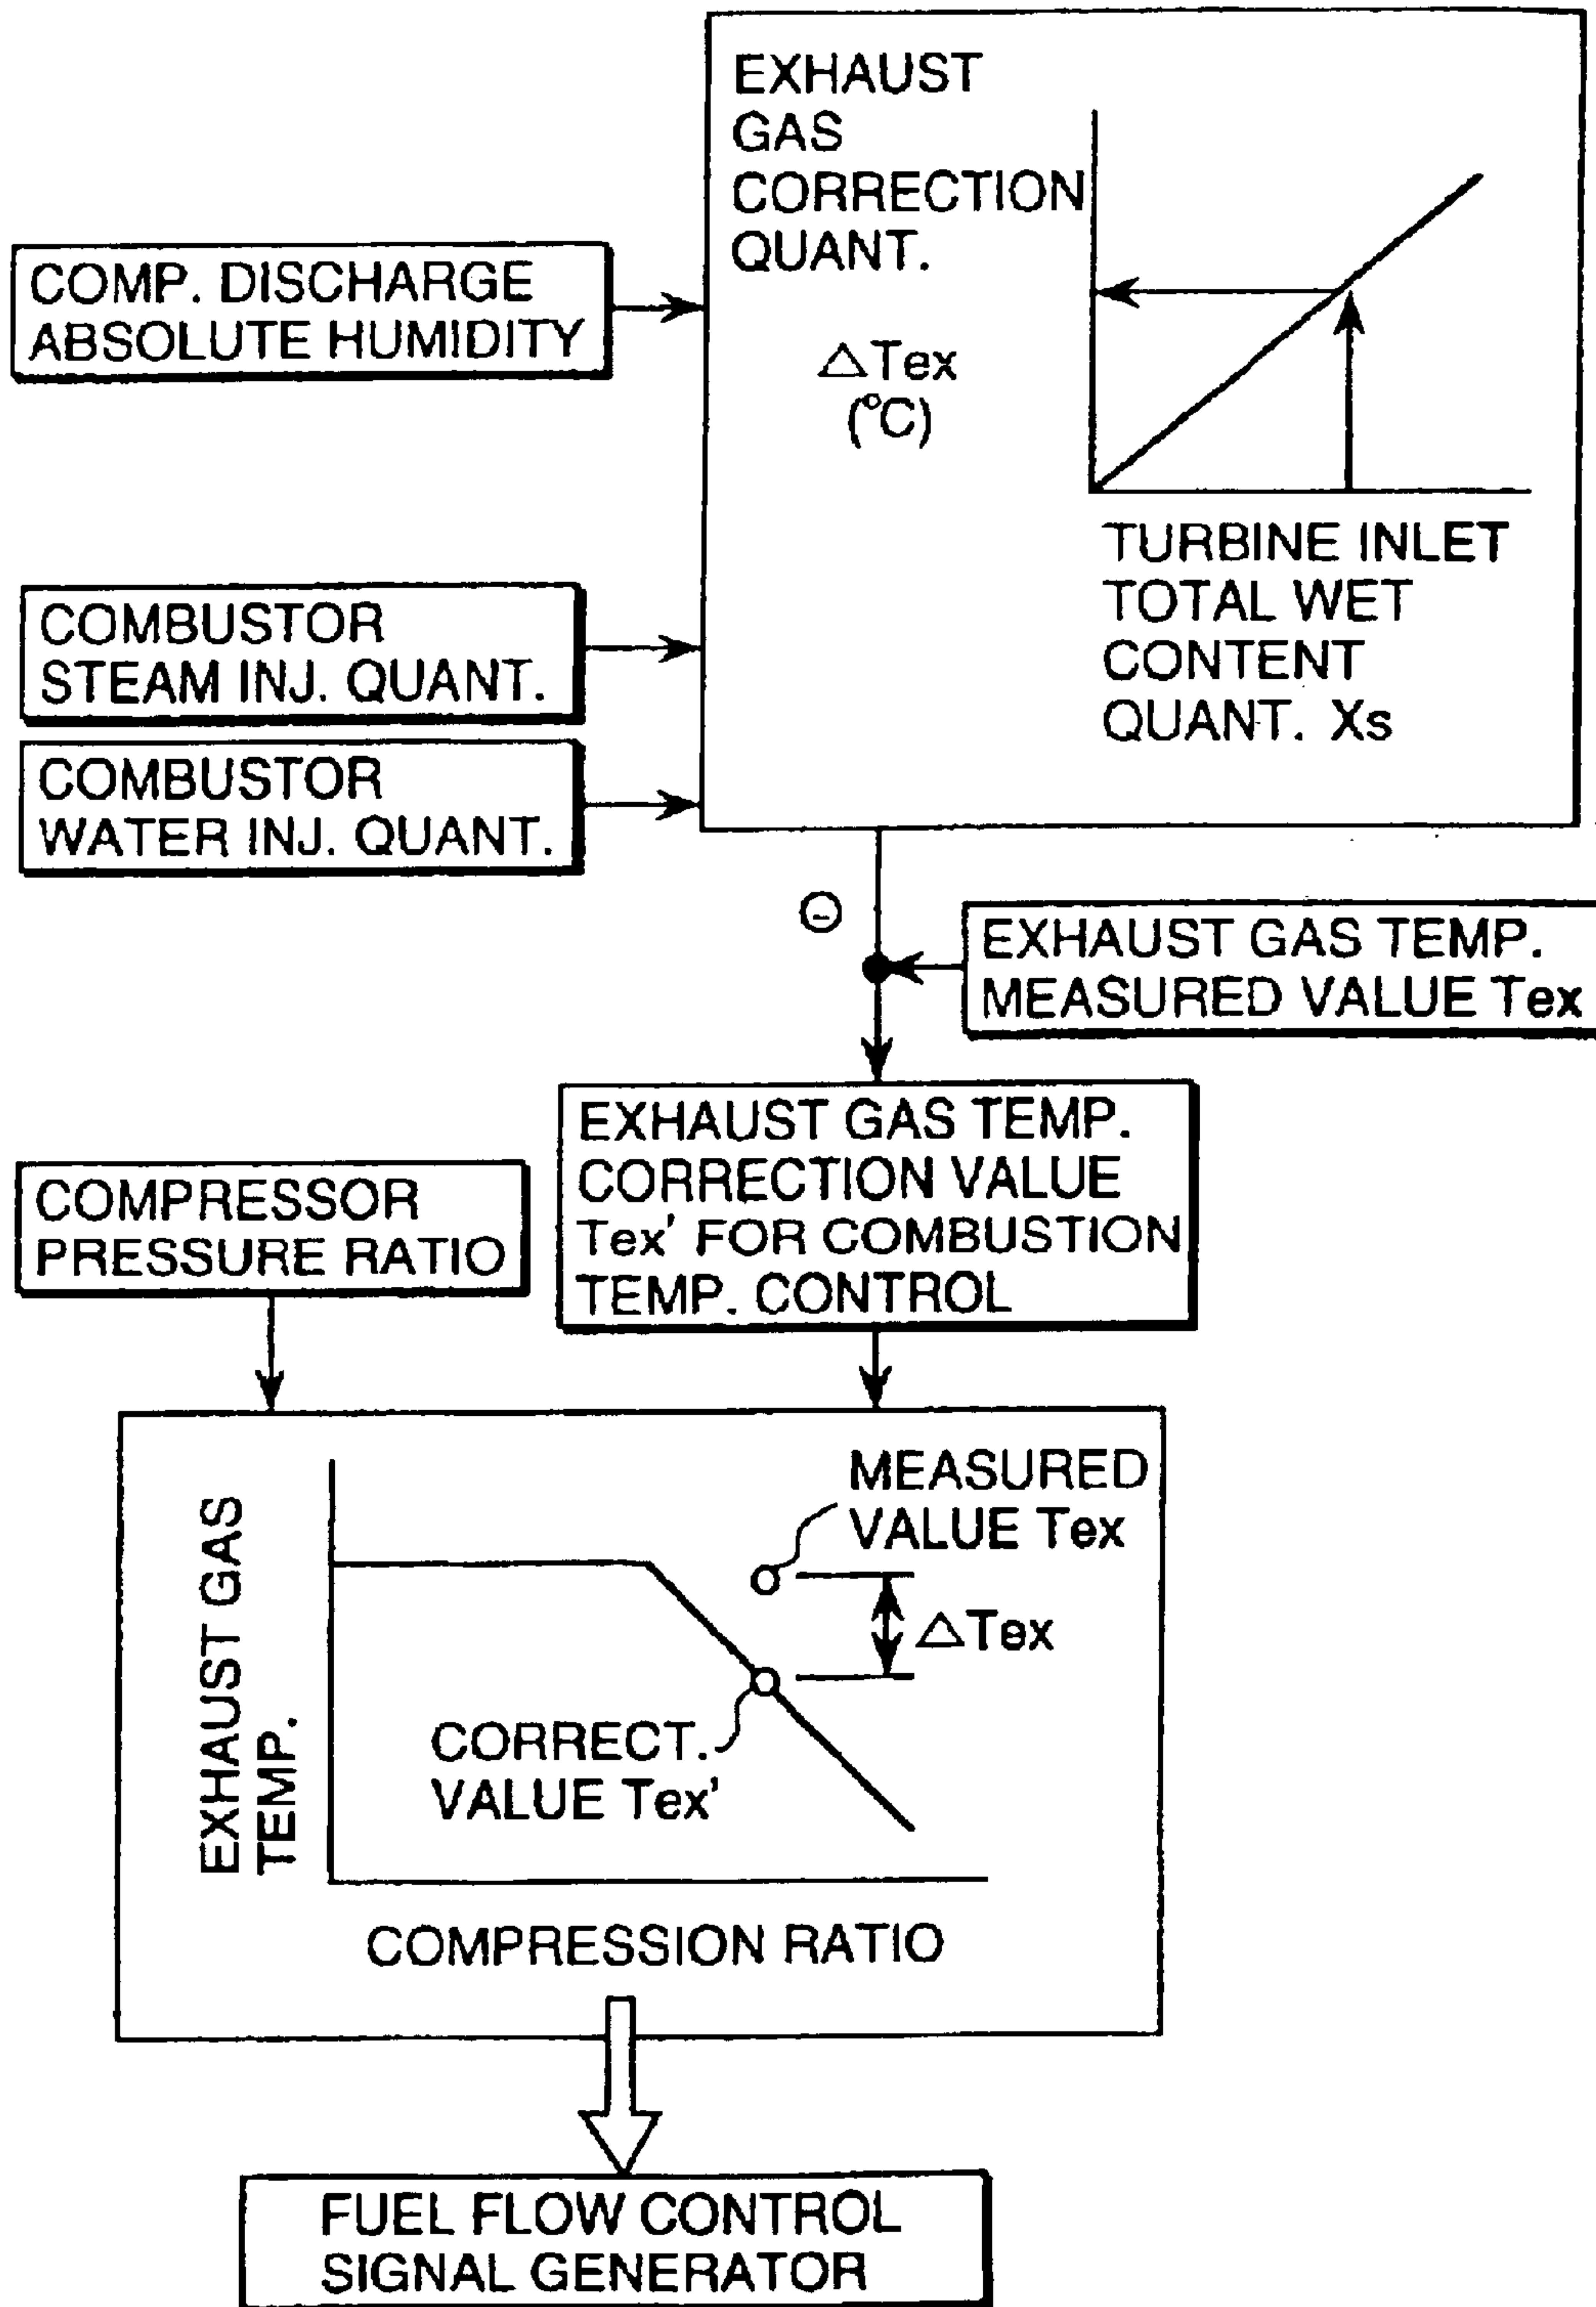 EXHAUST
GAS
CORRECTION
QUANT.
△Tex
(°C)
TURBINE INLET
TOTAL WET
CONTENT
QUANT. Xs
COMP. DISCHARGE
ABSOLUTE HUMIDITY
COMBUSTOR
STEAM INJ. QUANT.
COMBUSTOR
WATER INJ. QUANT.
⊖
EXHAUST GAS TEMP.
MEASURED VALUE Tex
EXHAUST GAS TEMP.
CORRECTION VALUE
Tex' FOR COMBUSTION
TEMP. CONTROL
COMPRESSOR
PRESSURE RATIO
MEASURED
VALUE Tex
△Tex
CORRECT.
VALUE Tex'
EXHAUST GAS
TEMP.
COMPRESSION RATIO
FUEL FLOW CONTROL
SIGNAL GENERATOR